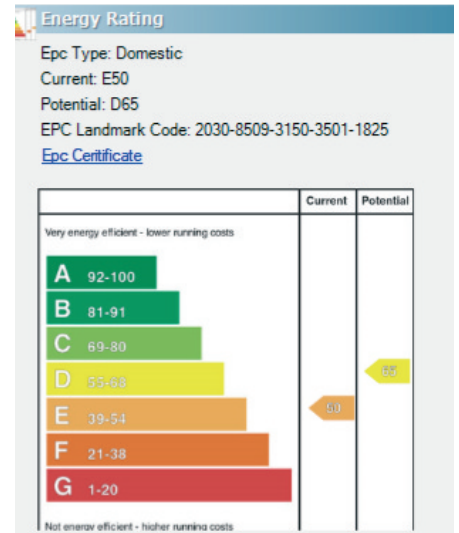 Energy Rating
Epc Type: Domestic
Current: E50
Potential: D65
EPC Landmark Code: 2030-8509-3150-3501-1825
Epc Ceritificate
Current Potential
Very energy efficient - lower running costs
A 92-100
B 81-91
C 69-80
D 55-68
65
E 39-54
50
F 21-38
G 1-20
Not energy efficient - higher running costs